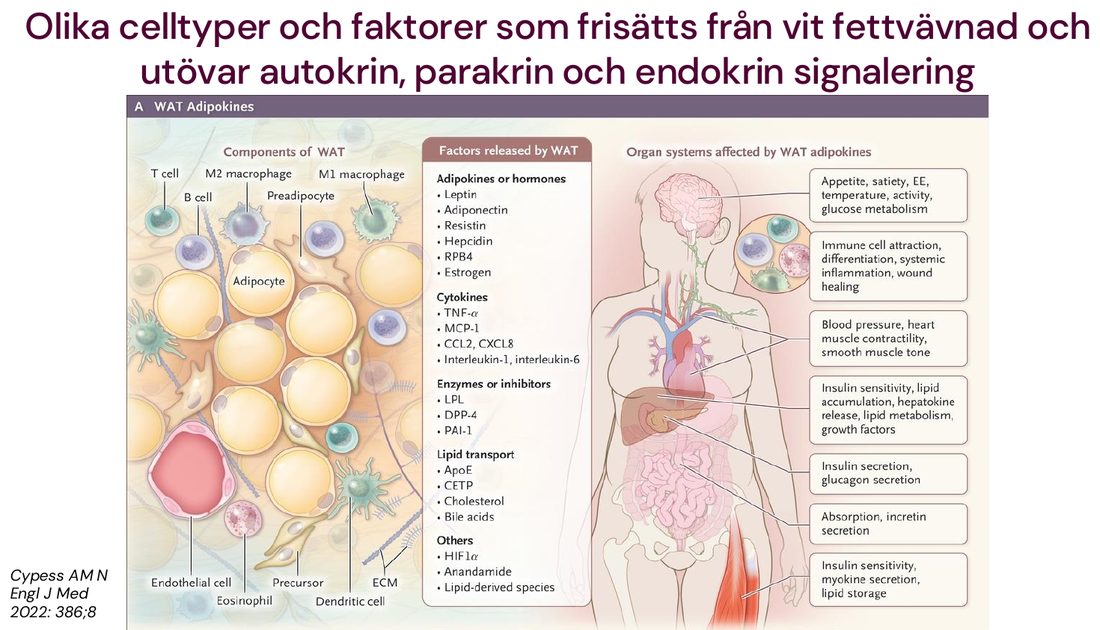 Olika celltyper och faktorer som frisätts från vit fettvävnad och
utövar autokrin, parakrin och endokrin signalering
A WAT Adipokines
Components of WAT
T cell
M2 macrophage
M1 macrophage
B cell
Preadipocyte
Adipocyte
Endothelial cell
Eosinophil
Precursor
Dendritic cell
ECM
Factors released by WAT
Adipokines or hormones
• Leptin
• Adiponectin
• Resistin
• Hepcidin
• RPB4
• Estrogen
Cytokines
• TNF-α
• MCP-1
• CCL2, CXCL8
• Interleukin-1, interleukin-6
Enzymes or inhibitors
• LPL
• DPP-4
• PAI-1
Lipid transport
• ApoE
• CETP
• Cholesterol
• Bile acids
Others
• HIF1α
• Anandamide
• Lipid-derived species
Organ systems affected by WAT adipokines
Appetite, satiety, EE,
temperature, activity,
glucose metabolism
Immune cell attraction,
differentiation, systemic
inflammation, wound
healing
Blood pressure, heart
muscle contractility,
smooth muscle tone
Insulin sensitivity, lipid
accumulation, hepatokine
release, lipid metabolism,
growth factors
Insulin secretion,
glucagon secretion
Absorption, incretin
secretion
Insulin sensitivity,
myokine secretion,
lipid storage
Cypess AM N
Engl J Med
2022: 386;8